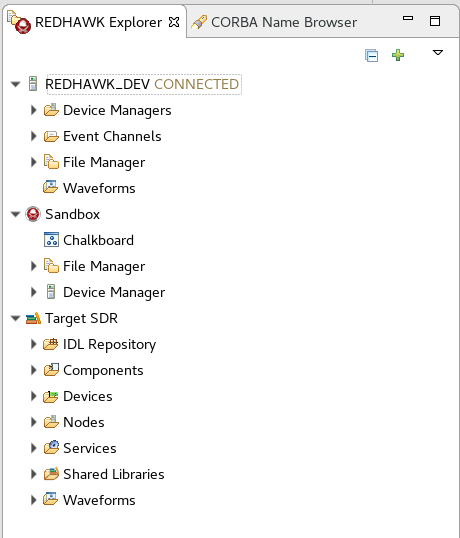 REDHAWK Explorer CORBA Name Browser
REDHAWK_DEV CONNECTED
Device Managers
Event Channels
File Manager
Waveforms
Sandbox
Chalkboard
File Manager
Device Manager
Target SDR
IDL Repository
Components
Devices
Nodes
Services
Shared Libraries
Waveforms